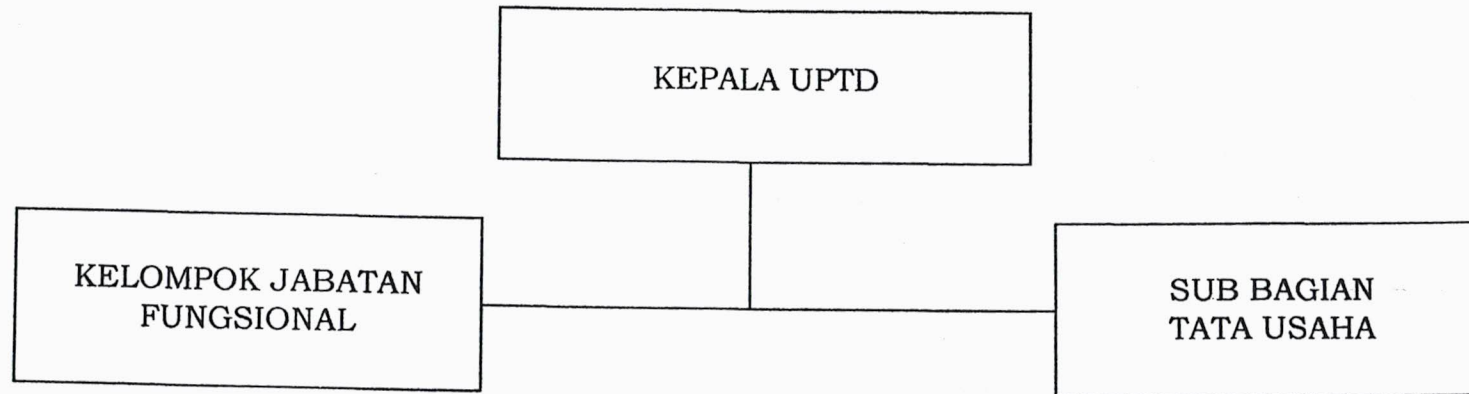 KEPALA UPTD
KELOMPOK JABATAN
FUNGSIONAL
SUB BAGIAN
TATA USAHA